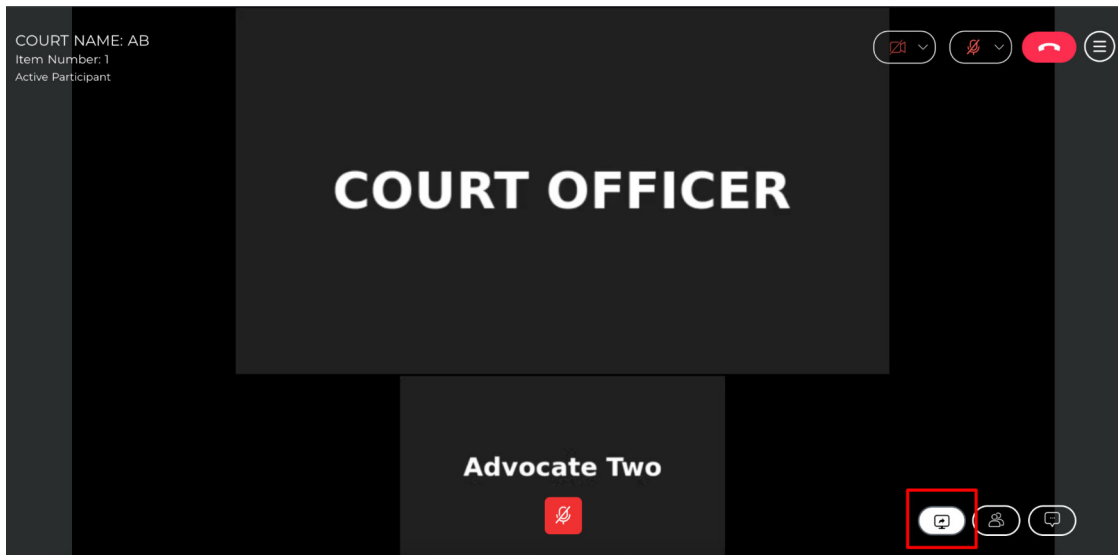 COURT NAME: AB
Item Number: 1
Active Participant
COURT OFFICER
Advocate Two